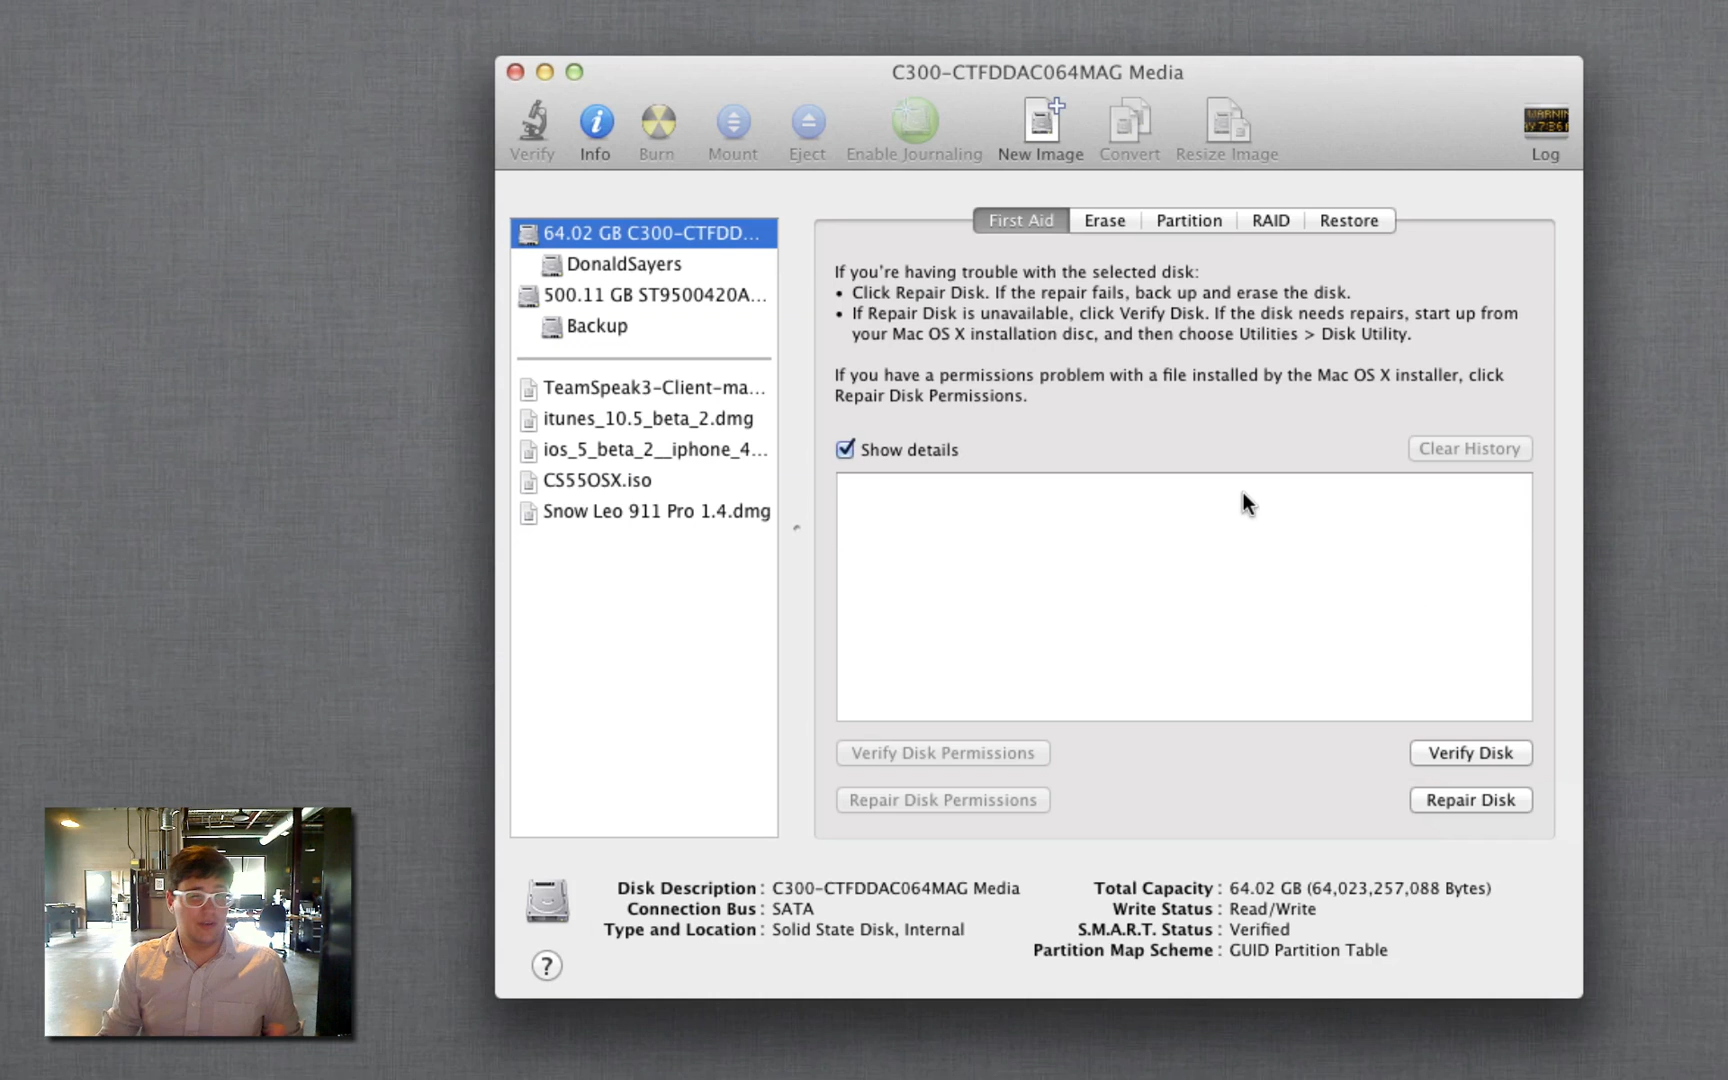 C300-CTFDDAC064MAG Media
Verify Info Burn Mount Eject Enable Journaling New Image Convert Resize Image Log
WARNIN
64.02 GB C300-CTFDD...
DonaldSayers
500.11 GB ST9500420A...
Backup
TeamSpeak3-Client-ma...
itunes_10.5_beta_2.dmg
ios_5_beta_2__iphone_4...
CS55OSX.iso
Snow Leo 911 Pro 1.4.dmg
First Aid Erase Partition RAID Restore
If you're having trouble with the selected disk:
• Click Repair Disk. If the repair fails, back up and erase the disk.
• If Repair Disk is unavailable, click Verify Disk. If the disk needs repairs, start up from
your Mac OS X installation disc, and then choose Utilities > Disk Utility.
If you have a permissions problem with a file installed by the Mac OS X installer, click
Repair Disk Permissions.
Show details Clear History
Verify Disk Permissions Verify Disk
Repair Disk Permissions Repair Disk
Disk Description : C300-CTFDDAC064MAG Media
Connection Bus : SATA
Type and Location : Solid State Disk, Internal
Total Capacity : 64.02 GB (64,023,257,088 Bytes)
Write Status : Read/Write
S.M.A.R.T. Status : Verified
Partition Map Scheme : GUID Partition Table
?